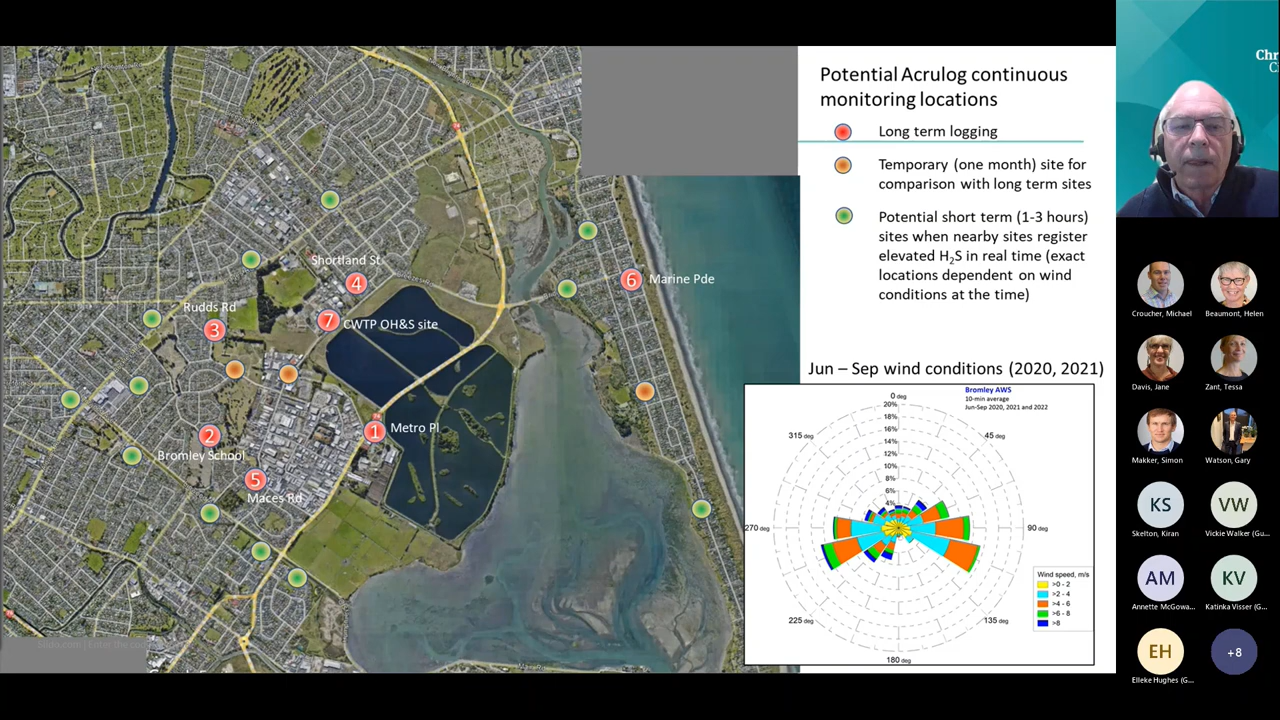 Potential Acrulog continuous
monitoring locations
Long term logging
Temporary (one month) site for
comparison with long term sites
Potential short term (1-3 hours)
sites when nearby sites register
elevated H₂S in real time (exact
locations dependent on wind
conditions at the time)
Jun – Sep wind conditions (2020, 2021)
Bromley AWS
10-min average
Jun-Sep 2020, 2021 and 2022
0 deg
20%
18%
16%
14%
12%
10%
8%
6%
4%
45 deg
90 deg
135 deg
180 deg
225 deg
270 deg
315 deg
Wind speed, m/s
>0 - 2
>2 - 4
>4 - 6
>6 - 8
>8
Shortland St
4
Rudds Rd
3
7
CWTP OH&S site
6
Marine Pde
1
Metro Pl
2
Bromley School
5
Maces Rd
Chr
C
Croucher, Michael
Beaumont, Helen
Davis, Jane
Zant, Tessa
Makker, Simon
Watson, Gary
KS
VW
Skelton, Kiran
Vickie Walker (Gu...
AM
KV
Annette McGowa...
Katinka Visser (G...
EH
+8
Elleke Hughes (G...